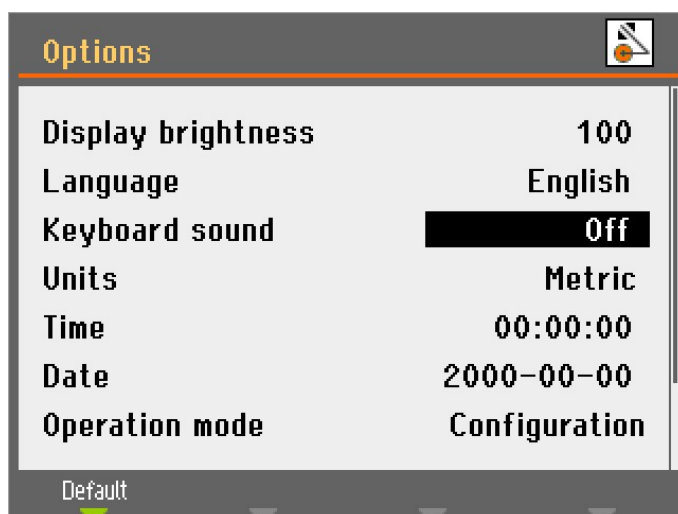 Options
Display brightness 100
Language English
Keyboard sound Off
Units Metric
Time 00:00:00
Date 2000-00-00
Operation mode Configuration
Default